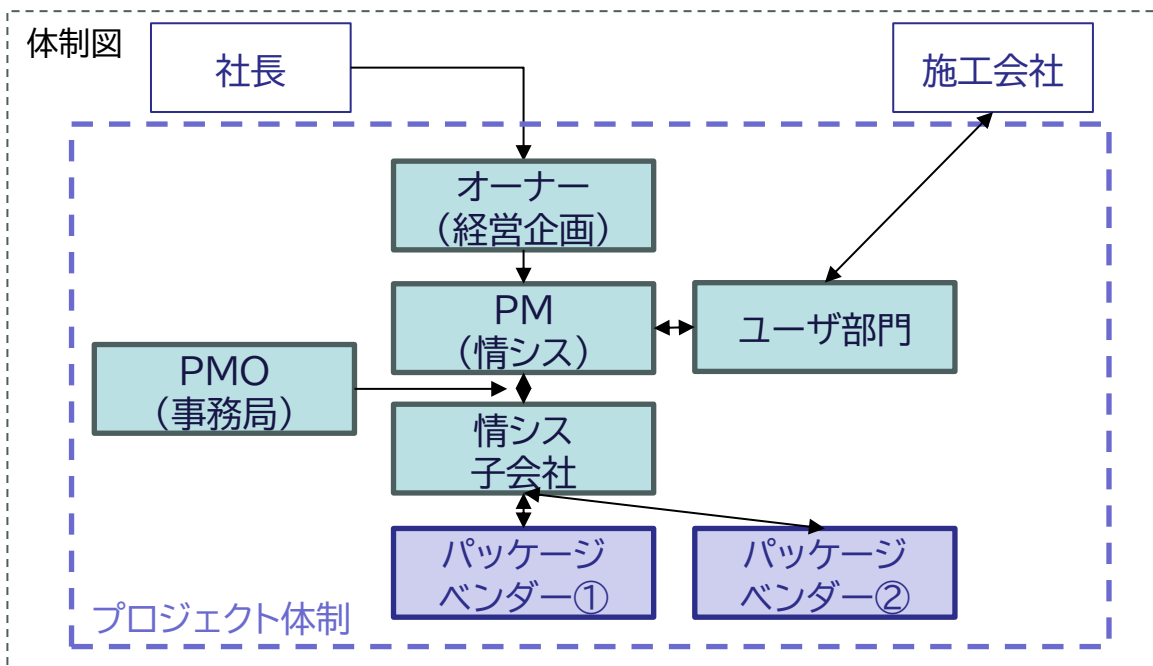 体制図
社長
施工会社
オーナー
（経営企画）
PM
（情シス）
ユーザ部門
PMO
（事務局）
情シス
子会社
パッケージ
ベンダー①
パッケージ
ベンダー②
プロジェクト体制